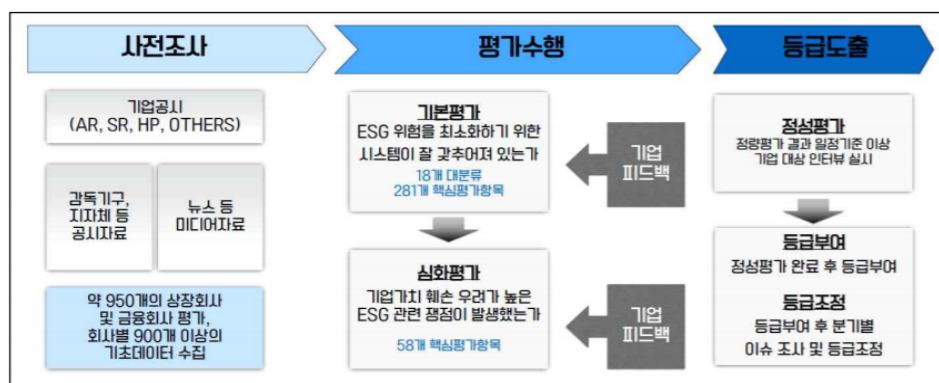 사전조사
평가수행
등급도출
기업공시
(AR, SR, HP, OTHERS)
감독기구,
지자체 등
공시자료
뉴스 등
미디어자료
약 950개의 상장회사
및 금융회사 평가,
회사별 900개 이상의
기초데이터 수집
기본평가
ESG 위험을 최소화하기 위한
시스템이 잘 갖추어져 있는가
18개 대분류
281개 핵심평가항목
기업
피드백
심화평가
기업가치 훼손 우려가 높은
ESG 관련 쟁점이 발생했는가
58개 핵심평가항목
기업
피드백
정성평가
정량평가 결과 일정기준 이상
기업 대상 인터뷰 실시
등급부여
정성평가 완료 후 등급부여
등급조정
등급부여 후 분기별
이슈 조사 및 등급조정